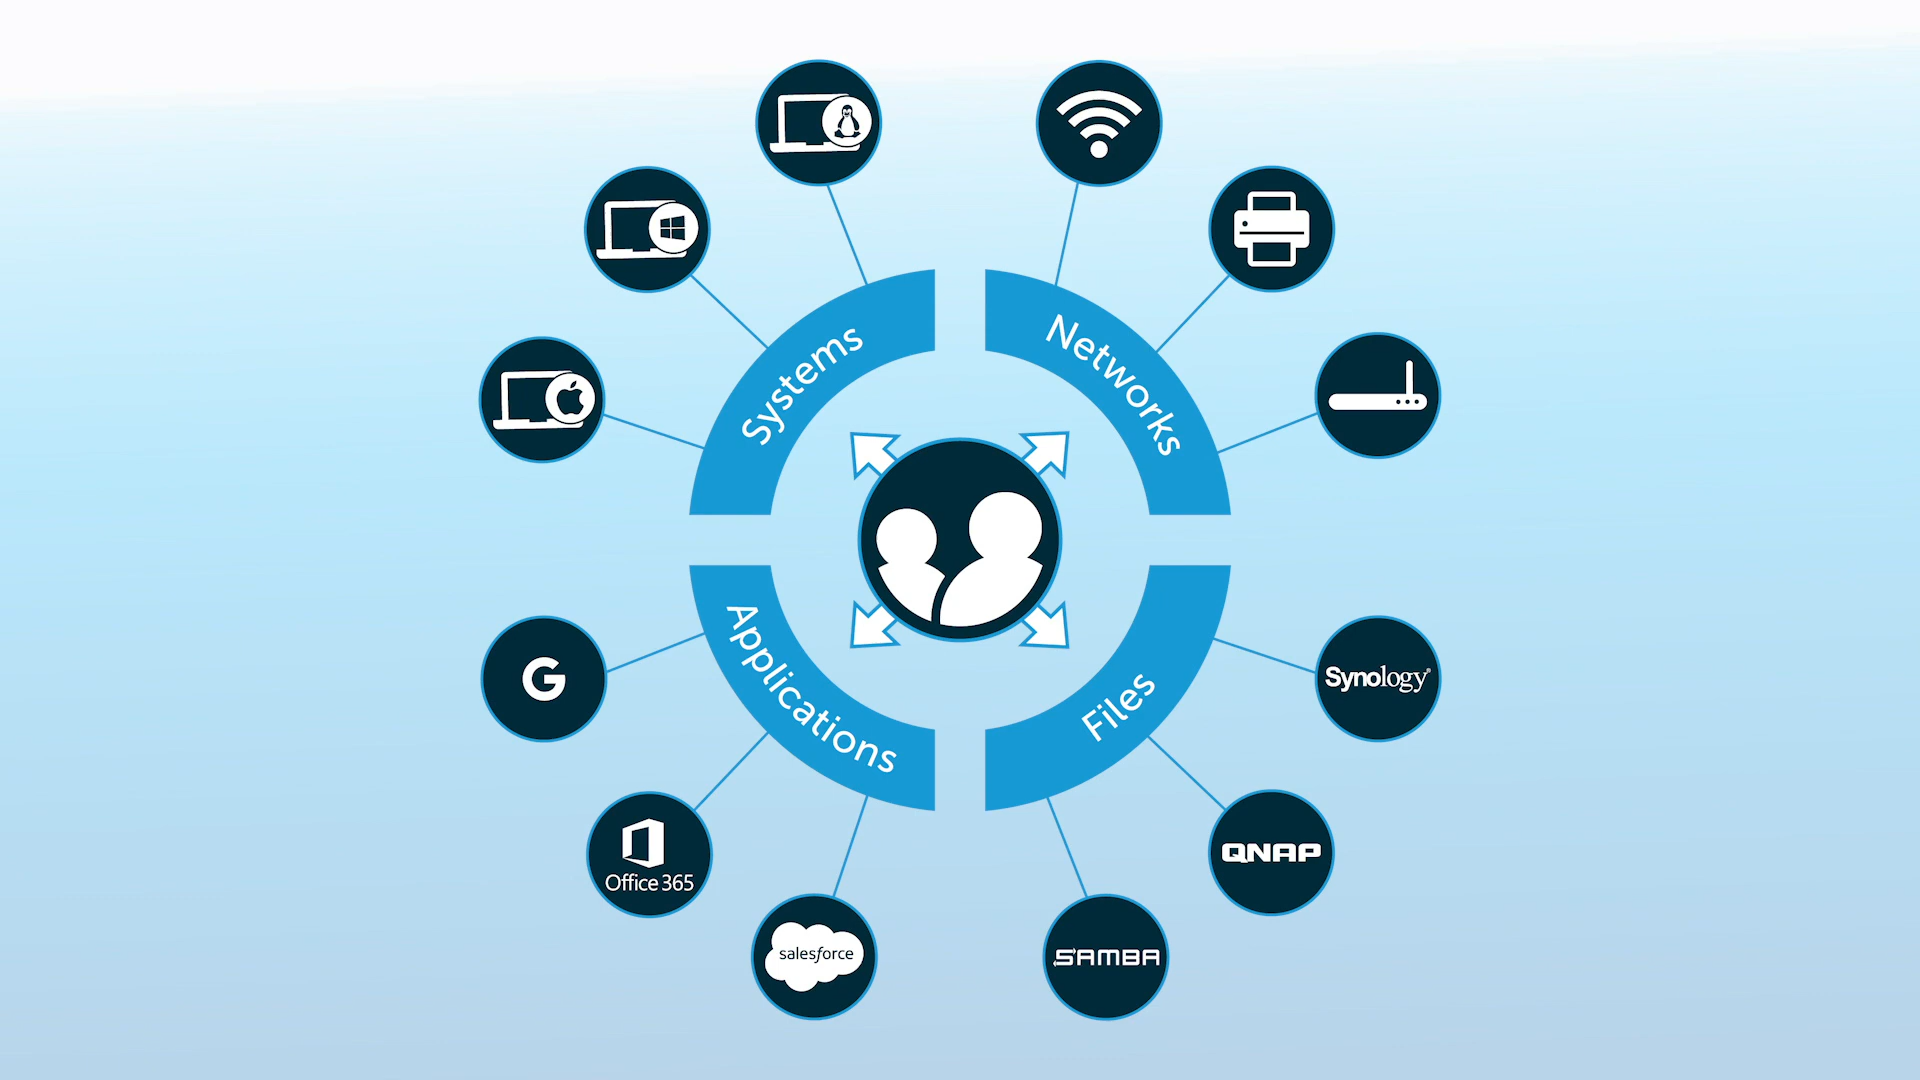 Systems
Networks
Applications
Files
G
Office 365
salesforce
Synology®
QNAP
SAMBA